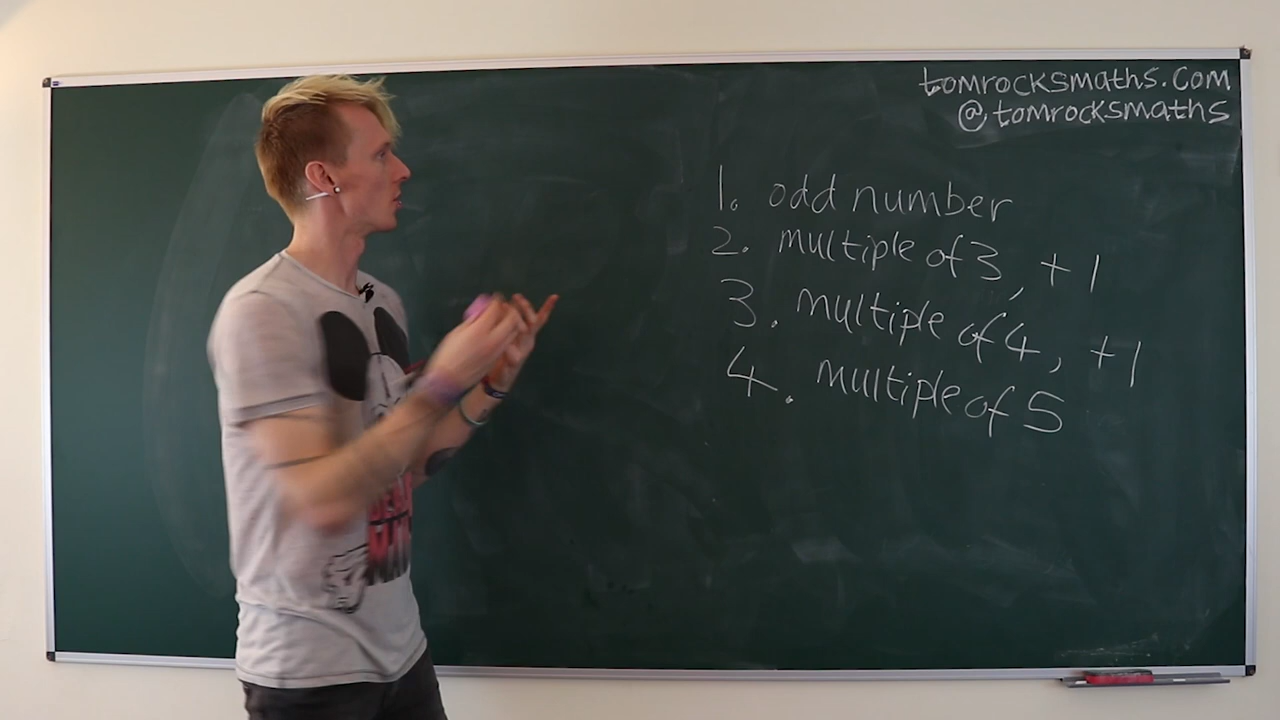 tomrocksmaths.com
@tomrocksmaths
1. odd number
2. multiple of 3, +1
3. multiple of 4, +1
4. multiple of 5